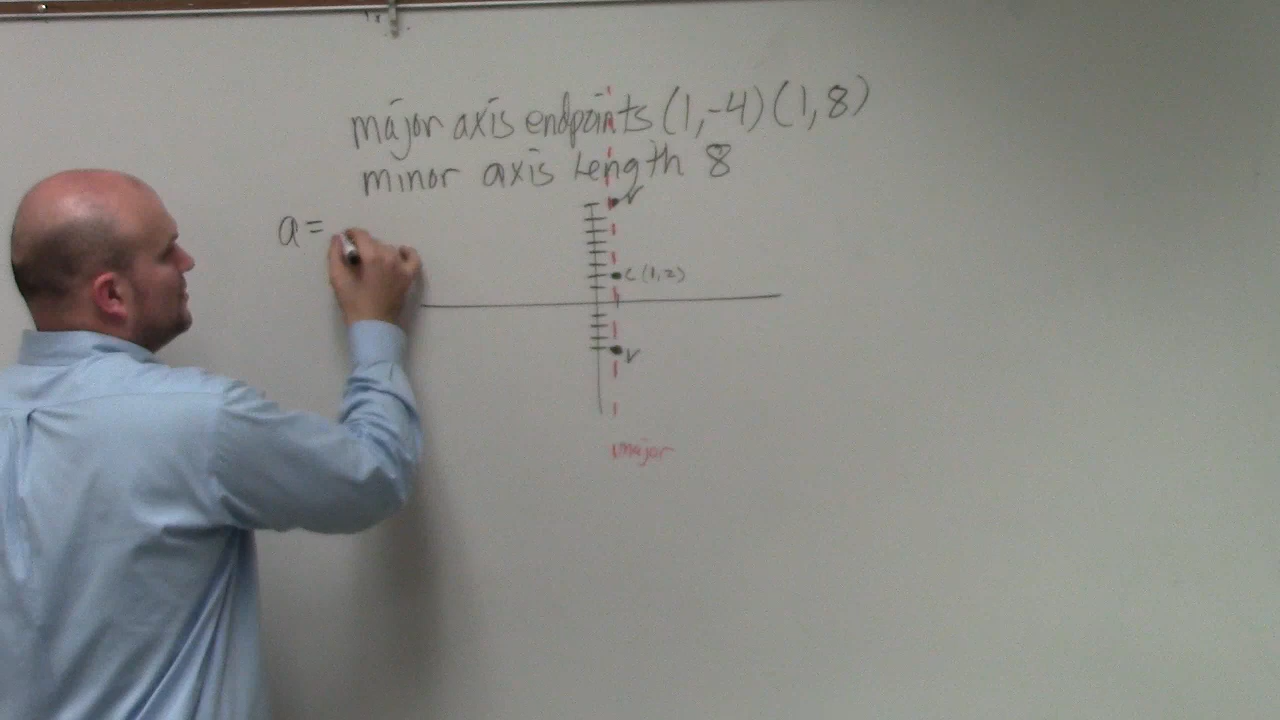 major axis endpoints (1,-4)(1,8)
minor axis length 8
a=
v
c (1,2)
v
major